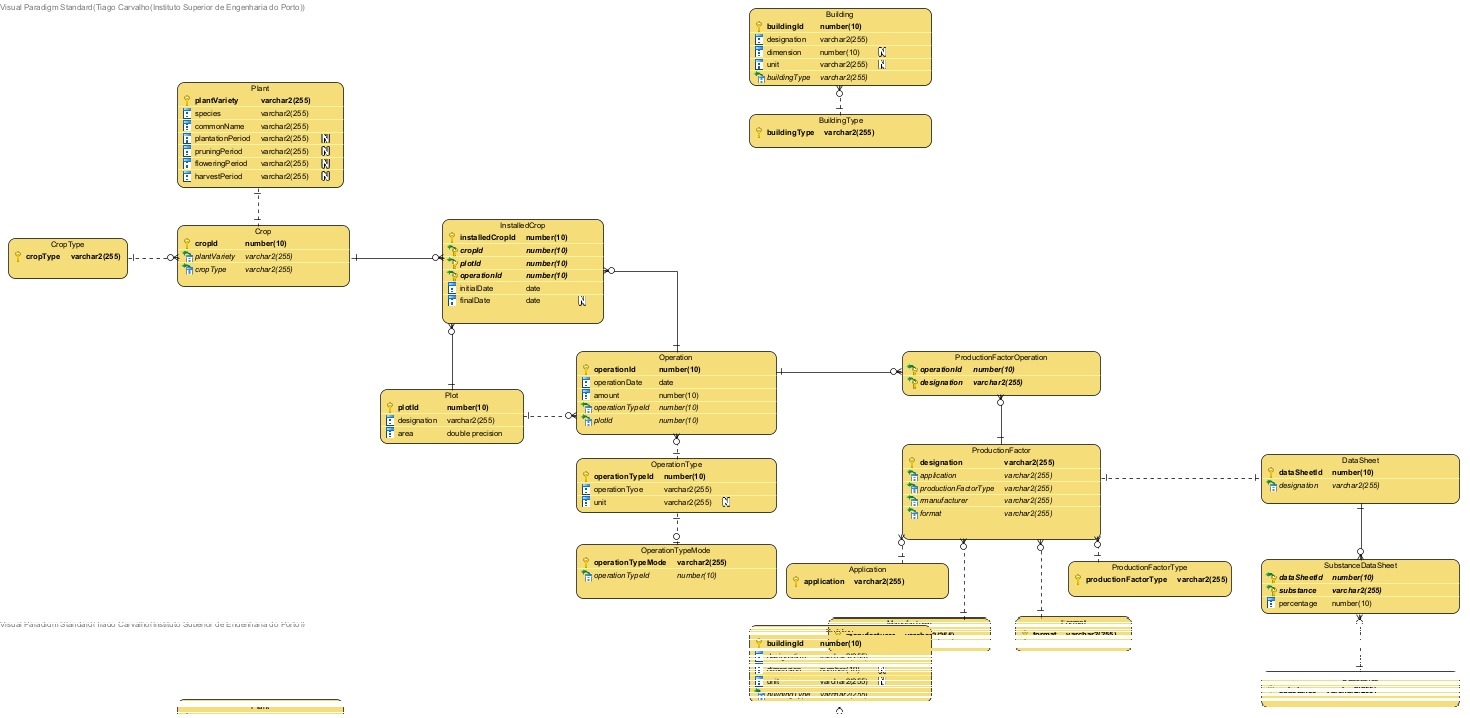 Visual Paradigm Standard(Tiago Carvalho(Instituto Superior de Engenharia do Porto))
Building
buildingId number(10)
designation varchar2(255)
dimension number(10) N
unit varchar2(255) N
buildingType varchar2(255)
BuildingType
buildingType varchar2(255)
Plant
plantVariety varchar2(255)
species varchar2(255)
commonName varchar2(255)
plantationPeriod varchar2(255) N
pruningPeriod varchar2(255) N
floweringPeriod varchar2(255) N
harvestPeriod varchar2(255) N
CropType
cropType varchar2(255)
Crop
cropId number(10)
plantVariety varchar2(255)
cropType varchar2(255)
InstalledCrop
installedCropId number(10)
cropId number(10)
plotId number(10)
operationId number(10)
initialDate date
finalDate date N
Plot
plotId number(10)
designation varchar2(255)
area double precision
Operation
operationId number(10)
operationDate date
amount number(10)
operationTypeId number(10)
plotId number(10)
OperationType
operationTypeId number(10)
operationType varchar2(255)
unit varchar2(255) N
OperationTypeMode
operationTypeMode varchar2(255)
operationTypeId number(10)
ProductionFactorOperation
operationId number(10)
designation varchar2(255)
ProductionFactor
designation varchar2(255)
application varchar2(255)
productionFactorType varchar2(255)
manufacturer varchar2(255)
format varchar2(255)
DataSheet
dataSheetId number(10)
designation varchar2(255)
Application
application varchar2(255)
ProductionFactorType
productionFactorType varchar2(255)
SubstanceDataSheet
dataSheetId number(10)
substance varchar2(255)
percentage number(10)
Visual Paradigm Standard(Tiago Carvalho(Instituto Superior de Engenharia do Porto))
format varchar2(255)
buildingId number(10)
unit varchar2(255)